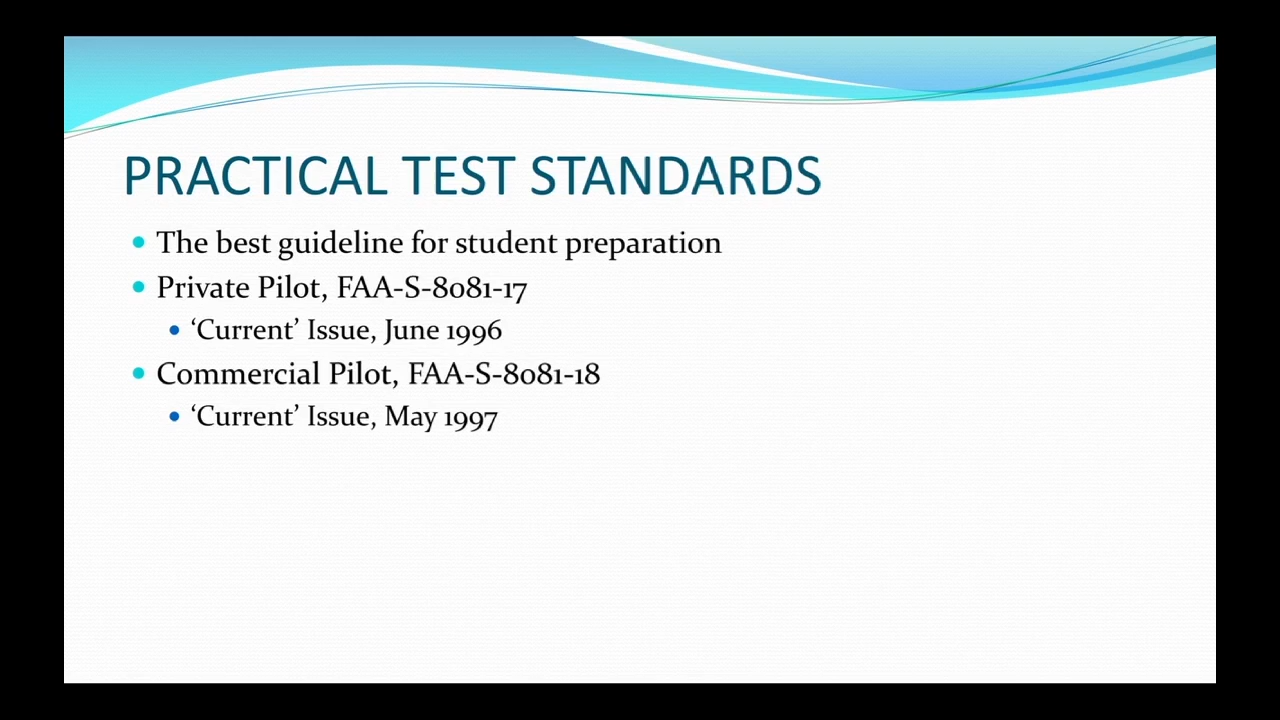 PRACTICAL TEST STANDARDS
The best guideline for student preparation
Private Pilot, FAA-S-8081-17
‘Current’ Issue, June 1996
Commercial Pilot, FAA-S-8081-18
‘Current’ Issue, May 1997